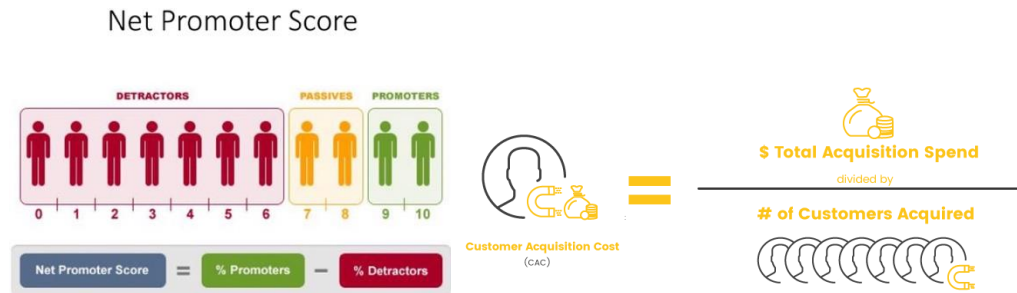 Net Promoter Score
DETRACTORS PASSIVES PROMOTERS
0 1 2 3 4 5 6 7 8 9 10
Net Promoter Score = % Promoters − % Detractors
Customer Acquisition Cost
(CAC)
=
$ Total Acquisition Spend
divided by
# of Customers Acquired